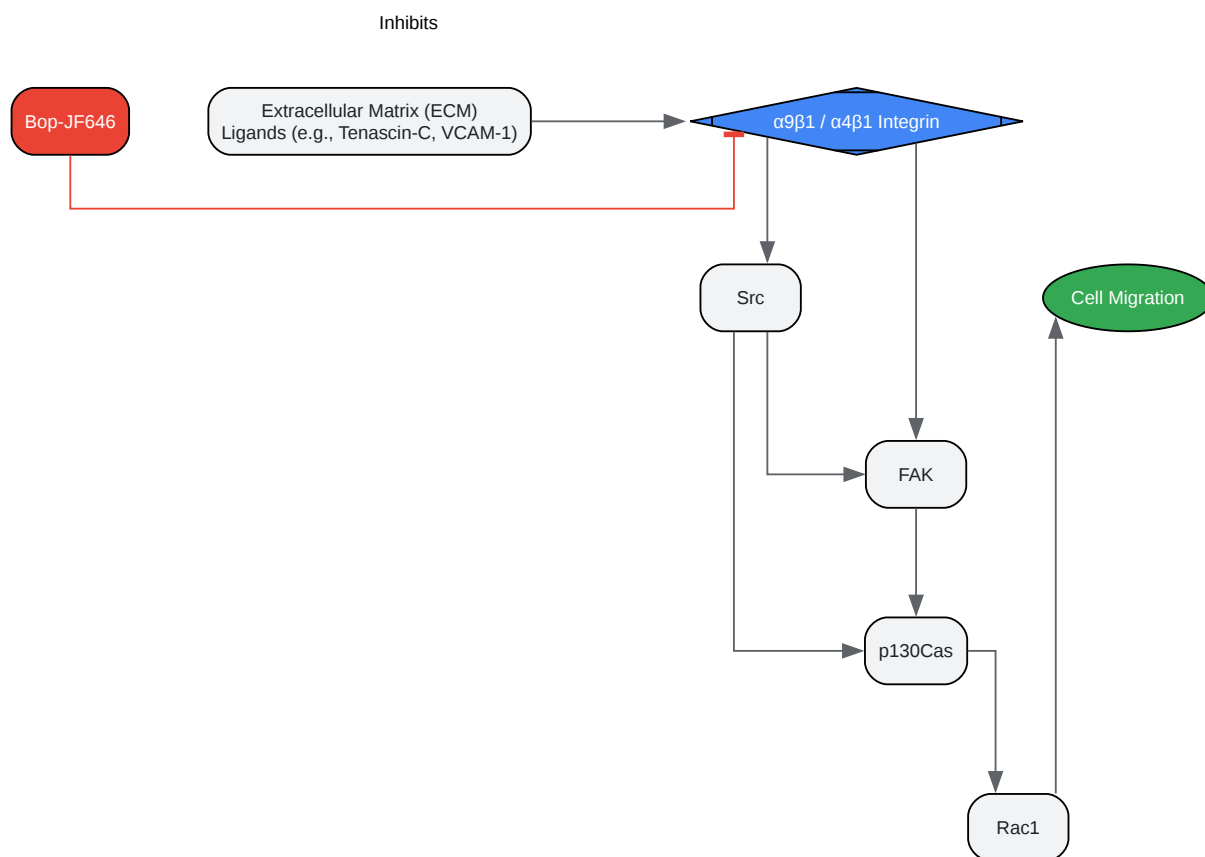 Inhibits
Bop-JF646
Extracellular Matrix (ECM)
Ligands (e.g., Tenascin-C, VCAM-1)
α9β1 / α4β1 Integrin
Src
Cell Migration
FAK
p130Cas
Rac1